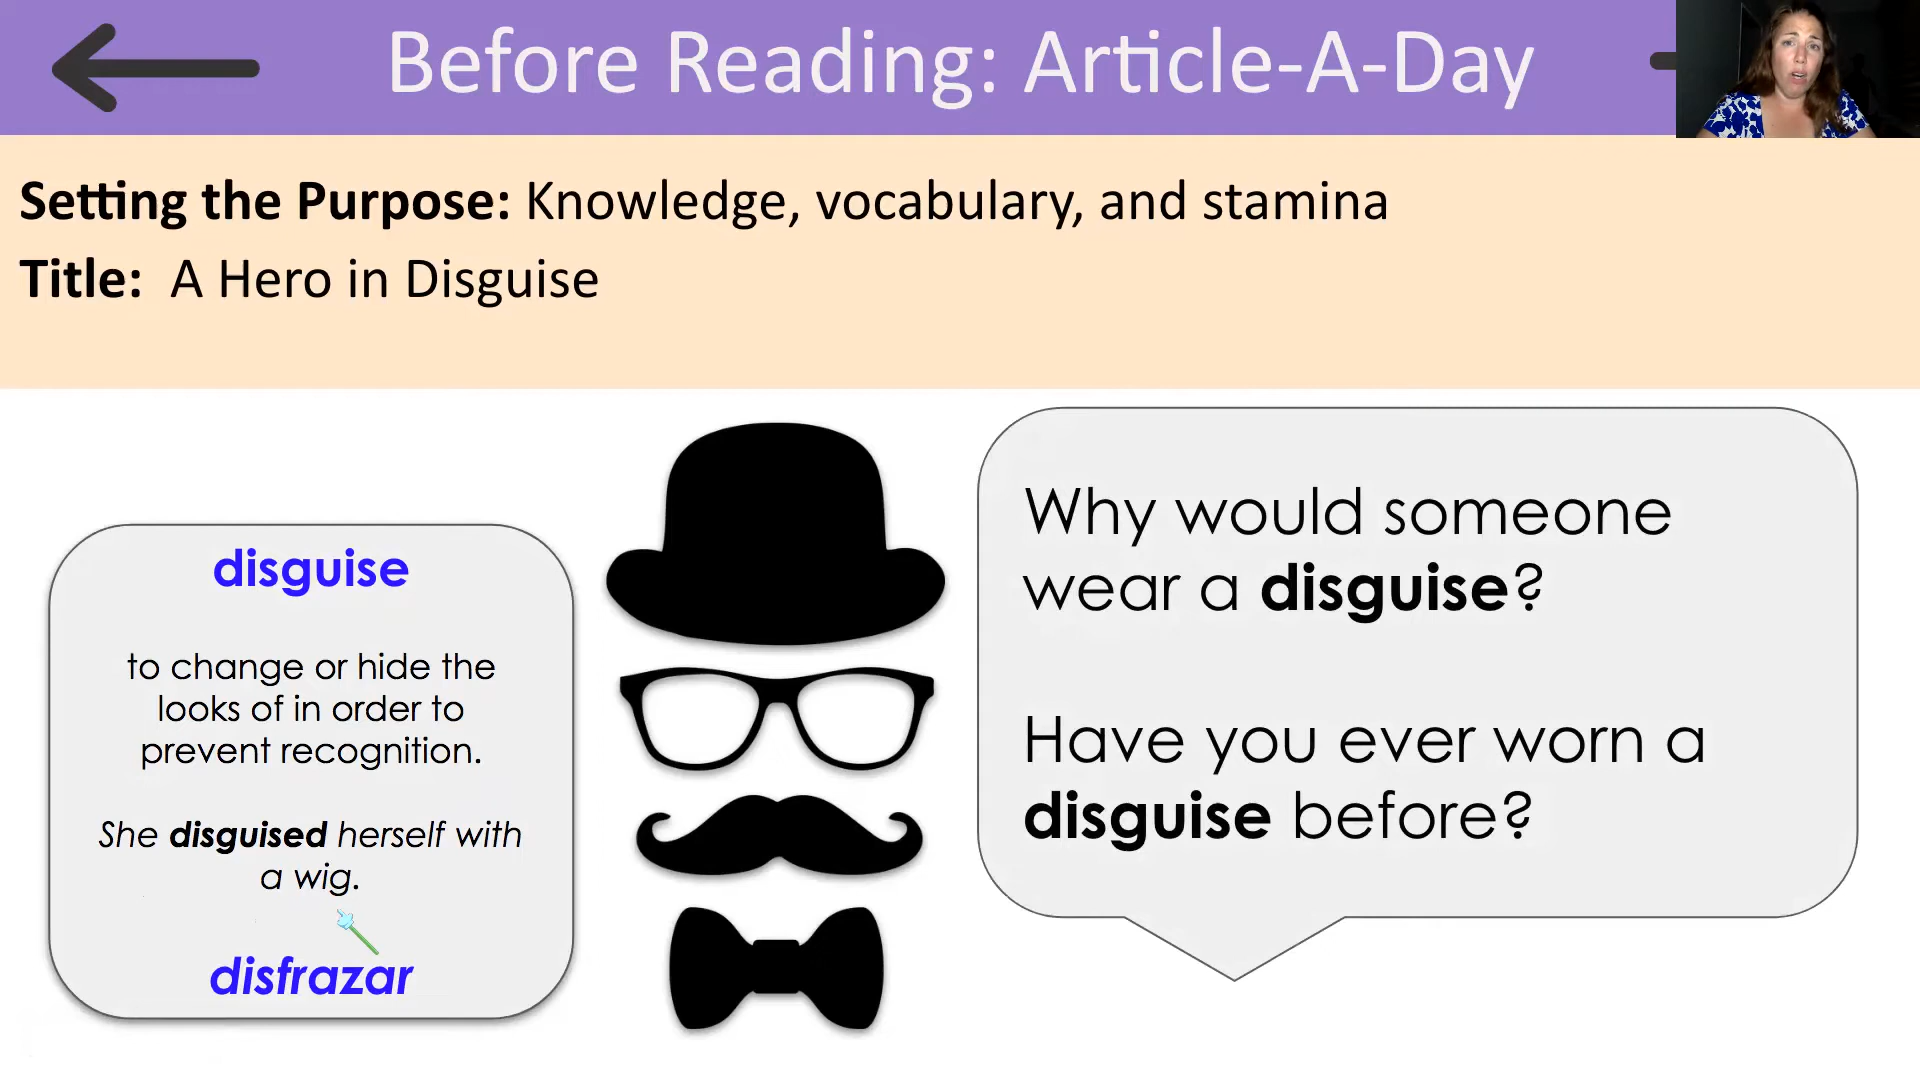 Before Reading: Article-A-Day
Setting the Purpose: Knowledge, vocabulary, and stamina
Title: A Hero in Disguise
disguise
to change or hide the
looks of in order to
prevent recognition.
She disguised herself with
a wig.
disfrazar
Why would someone
wear a disguise?
Have you ever worn a
disguise before?